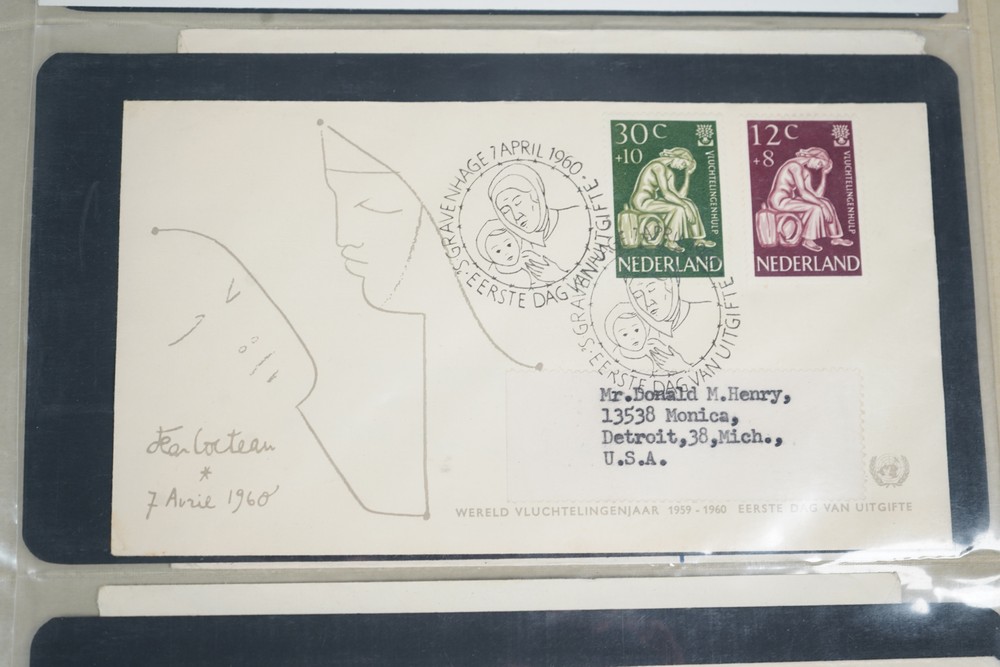 'S GRAVENHAGE 7 APRIL 1960
EERSTE DAG VAN UITGIFTE
30 C
+10
VLUCHTELINGENHULP
NEDERLAND
12 C
+8
VLUCHTELINGENHULP
NEDERLAND
'S GRAVENHAGE
EERSTE DAG VAN UITGIFTE
Mr.Donald M.Henry,
13538 Monica,
Detroit,38,Mich.,
U.S.A.
Jean Cocteau
*
7 Avril 1960
WERELD VLUCHTELINGENJAAR 1959 - 1960 EERSTE DAG VAN UITGIFTE